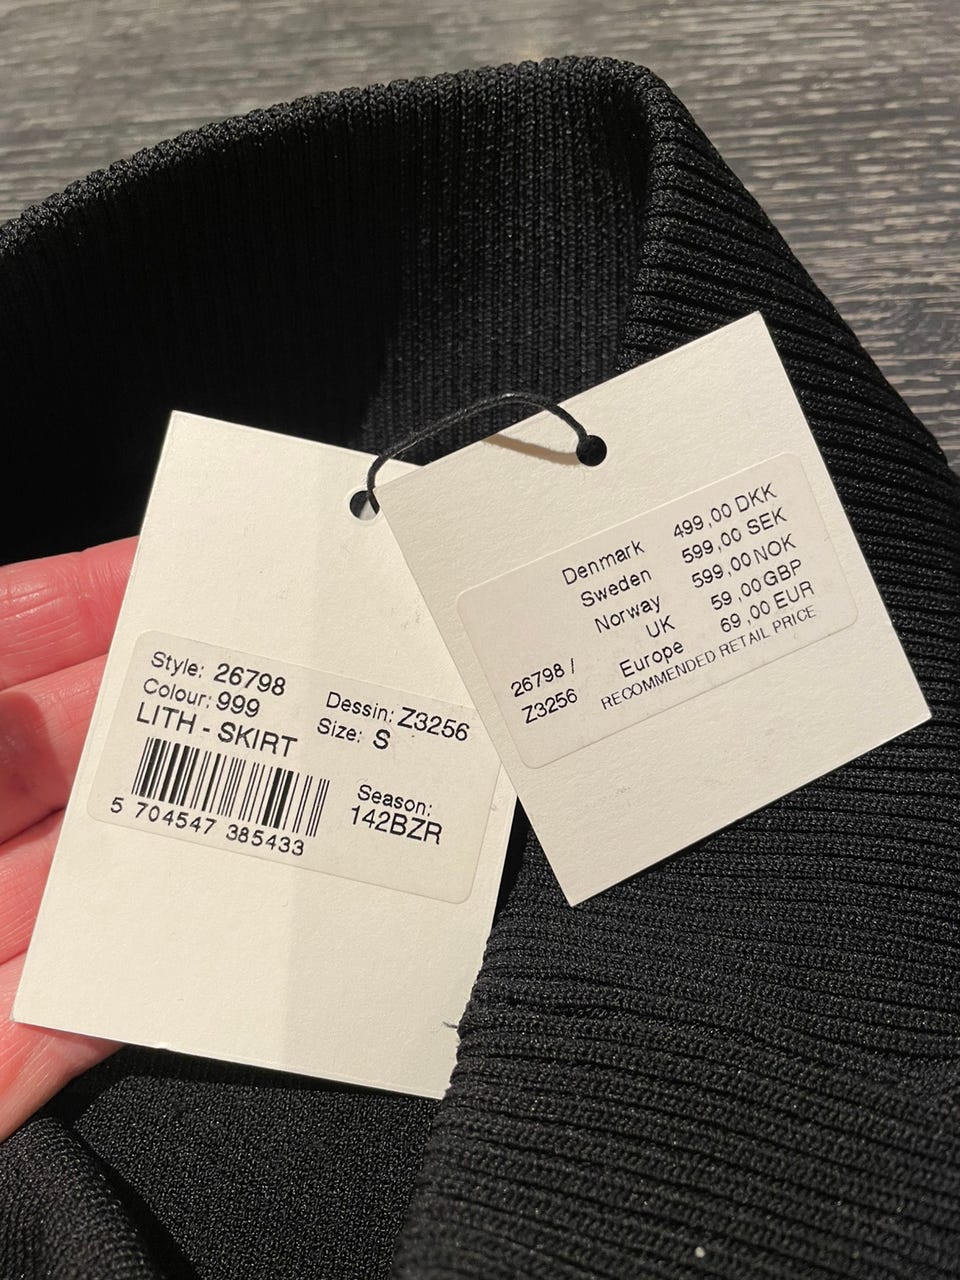 Style: 26798
Colour: 999
LITH - SKIRT
Dessin: Z3256
Size: S
5 704547 385433
Season:
142BZR
Denmark 499,00 DKK
Sweden 599,00 SEK
Norway 599,00 NOK
UK 59,00 GBP
26798 / Europe 69,00 EUR
Z3256 RECOMMENDED RETAIL PRICE